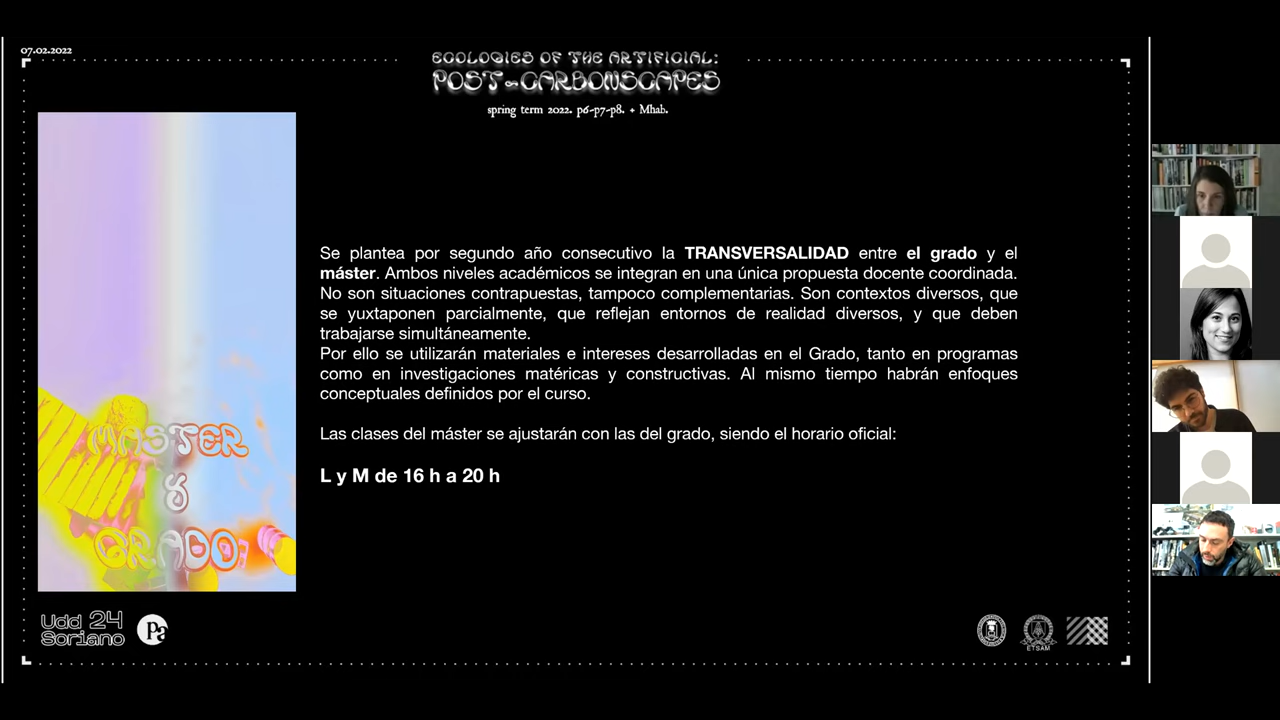 07.02.2022
ECOLOGIES OF THE ARTIFICIAL:
POST-CARBONSCAPES
spring term 2022. p6-p7-p8. + Mhab.
Se plantea por segundo año consecutivo la TRANSVERSALIDAD entre el grado y el
máster. Ambos niveles académicos se integran en una única propuesta docente coordinada.
No son situaciones contrapuestas, tampoco complementarias. Son contextos diversos, que
se yuxtaponen parcialmente, que reflejan entornos de realidad diversos, y que deben
trabajarse simultáneamente.
Por ello se utilizarán materiales e intereses desarrolladas en el Grado, tanto en programas
como en investigaciones matéricas y constructivas. Al mismo tiempo habrán enfoques
conceptuales definidos por el curso.
Las clases del máster se ajustarán con las del grado, siendo el horario oficial:
L y M de 16 h a 20 h
MASTER
Y
GRADO
Udd 24
Soriano
Pa
ETSAM